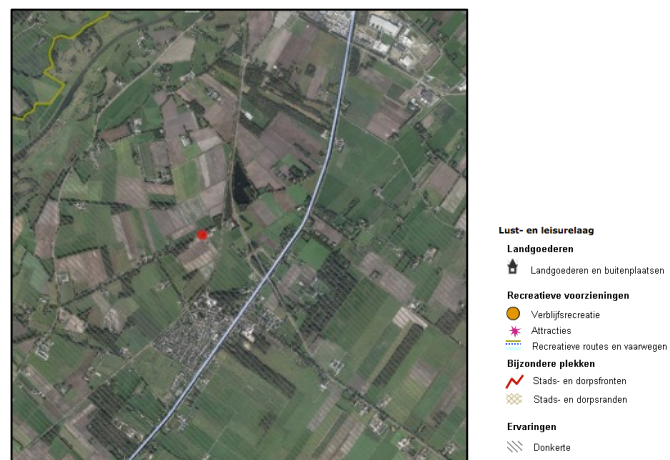 Lust- en leisurelaag
Landgoederen
Landgoederen en buitenplaatsen
Recreatieve voorzieningen
Verblijfsrecreatie
Attracties
Recreatieve routes en vaarwegen
Bijzondere plekken
Stads- en dorpsfronten
Stads- en dorpsranden
Ervaringen
Donkerte